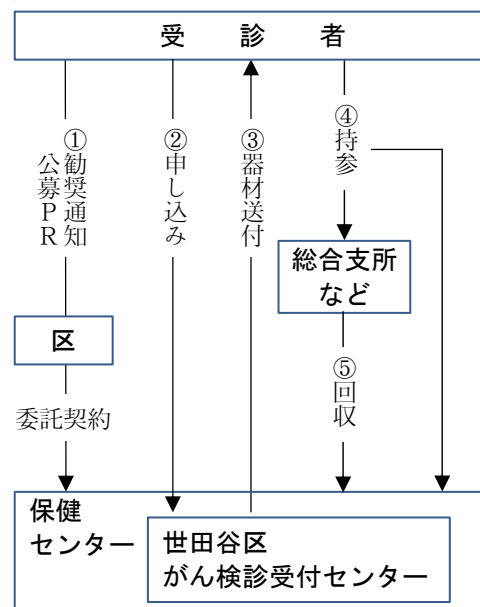 受診者
①勧奨通知
公募PR
②申し込み
③器材送付
④持参
総合支所
など
区
⑤回収
委託契約
保健
センター
世田谷区
がん検診受付センター